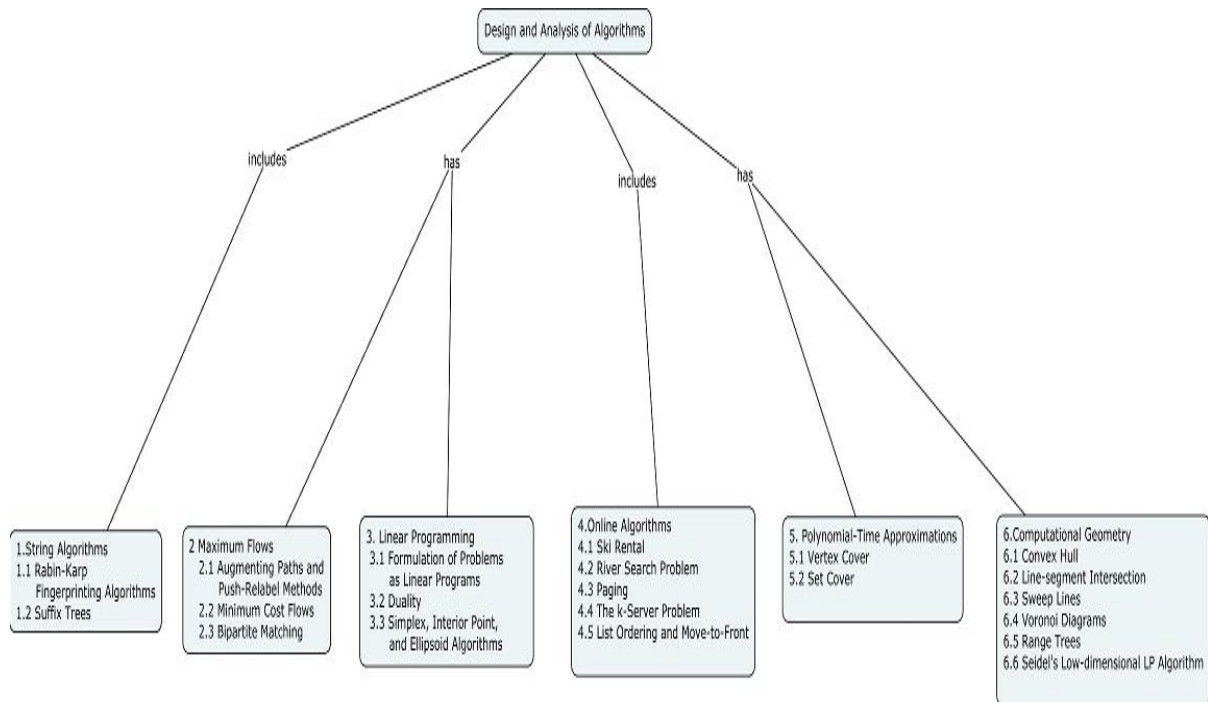 Design and Analysis of Algorithms
includes
has
includes
has
1.String Algorithms
1.1 Rabin-Karp
Fingerprinting Algorithms
1.2 Suffix Trees
2 Maximum Flows
2.1 Augmenting Paths and
Push-Relabel Methods
2.2 Minimum Cost Flows
2.3 Bipartite Matching
3. Linear Programming
3.1 Formulation of Problems
as Linear Programs
3.2 Duality
3.3 Simplex, Interior Point,
and Ellipsoid Algorithms
4.Online Algorithms
4.1 Ski Rental
4.2 River Search Problem
4.3 Paging
4.4 The k-Server Problem
4.5 List Ordering and Move-to-Front
5. Polynomial-Time Approximations
5.1 Vertex Cover
5.2 Set Cover
6.Computational Geometry
6.1 Convex Hull
6.2 Line-segment Intersection
6.3 Sweep Lines
6.4 Voronoi Diagrams
6.5 Range Trees
6.6 Seidel's Low-dimensional LP Algorithm